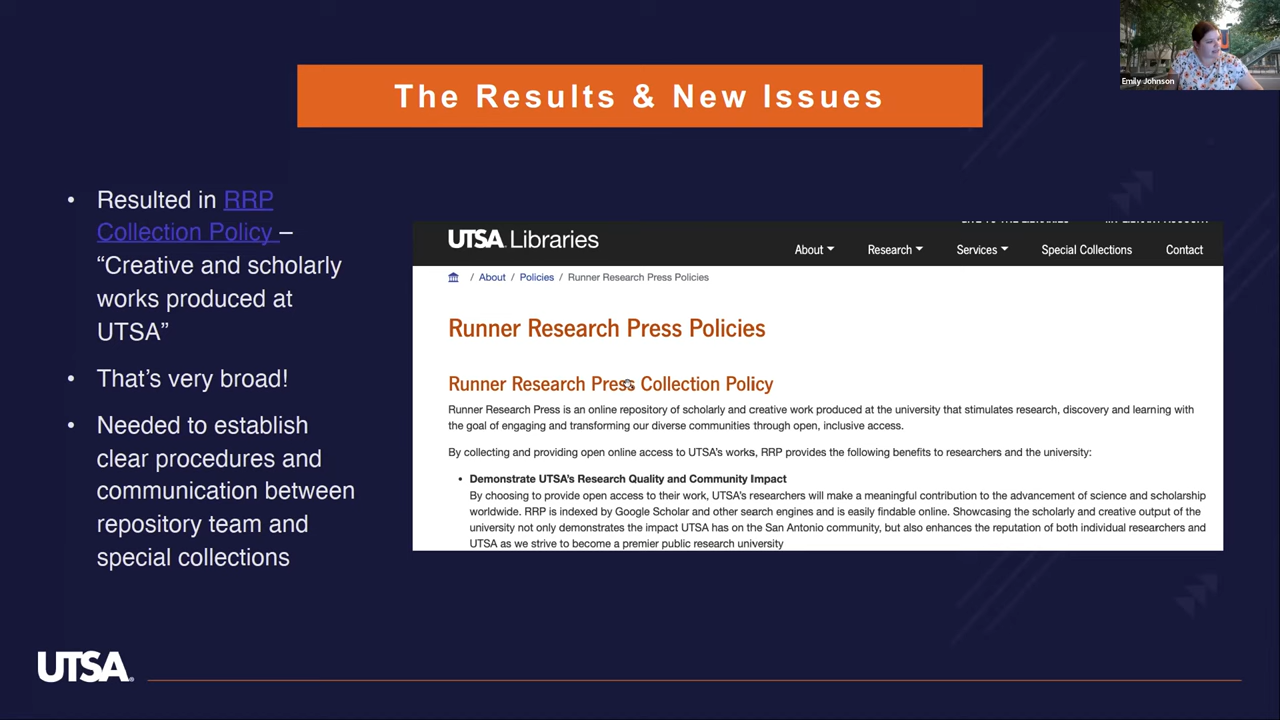 Emily Johnson
The Results & New Issues
• Resulted in RRP
Collection Policy –
“Creative and scholarly
works produced at
UTSA”
• That’s very broad!
• Needed to establish
clear procedures and
communication between
repository team and
special collections
UTSA Libraries
About Research Services Special Collections Contact
/ About / Policies / Runner Research Press Policies
Runner Research Press Policies
Runner Research Press Collection Policy
Runner Research Press is an online repository of scholarly and creative work produced at the university that stimulates research, discovery and learning with
the goal of engaging and transforming our diverse communities through open, inclusive access.
By collecting and providing open online access to UTSA's works, RRP provides the following benefits to researchers and the university:
• Demonstrate UTSA's Research Quality and Community Impact
By choosing to provide open access to their work, UTSA's researchers will make a meaningful contribution to the advancement of science and scholarship
worldwide. RRP is indexed by Google Scholar and other search engines and is easily findable online. Showcasing the scholarly and creative output of the
university not only demonstrates the impact UTSA has on the San Antonio community, but also enhances the reputation of both individual researchers and
UTSA as we strive to become a premier public research university
UTSA